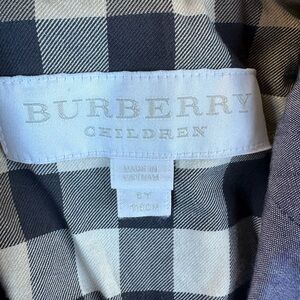 BURBERRY
CHILDREN
MADE IN
VIETNAM
6Y
116CM